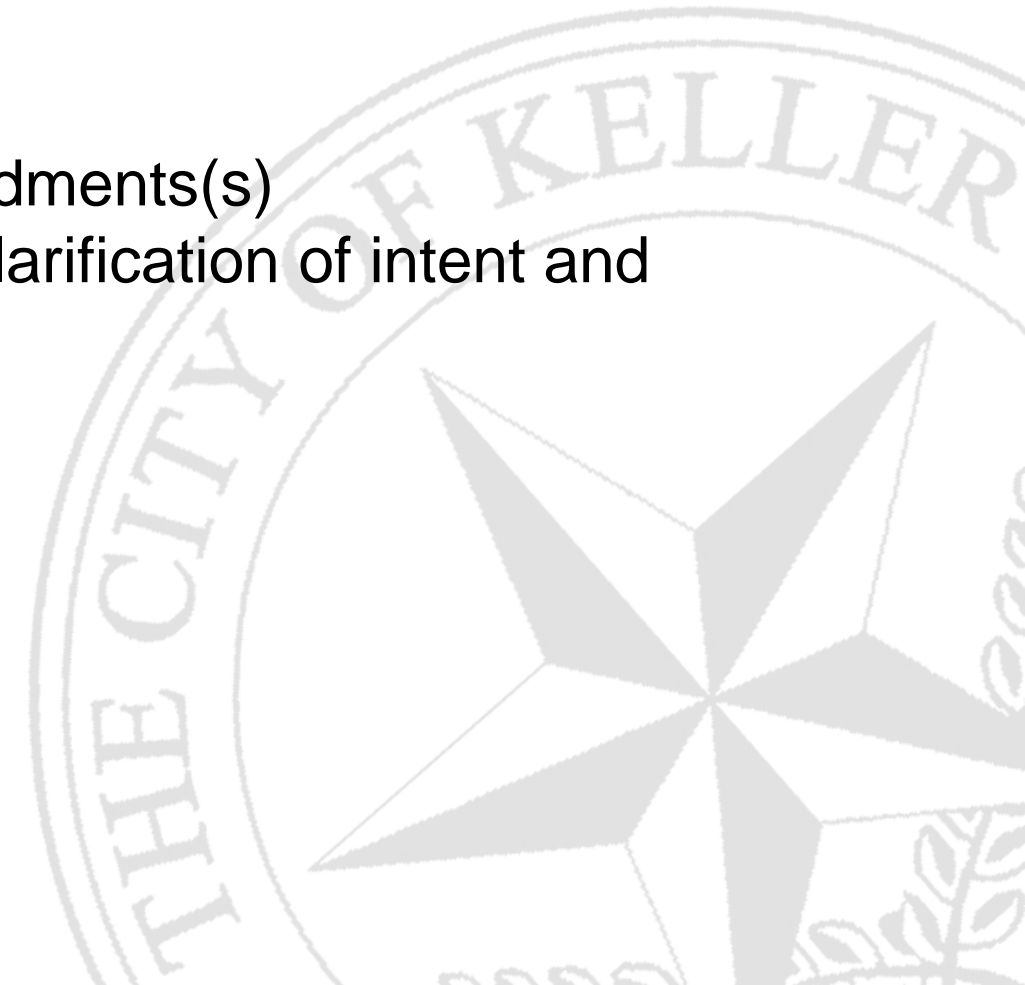 dments(s)
larification of intent and
THE CITY OF KELLER